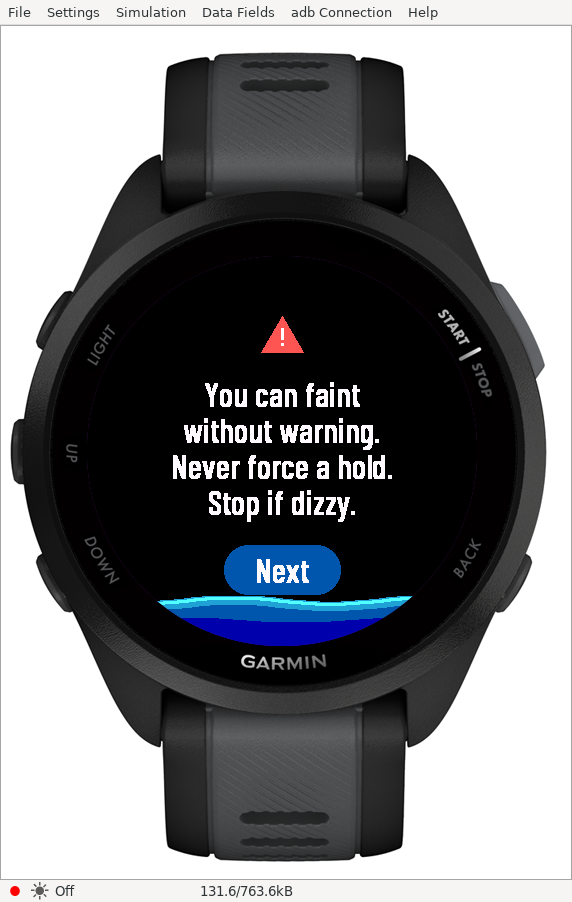 File Settings Simulation Data Fields adb Connection Help
START
STOP
LIGHT
UP
DOWN
BACK
!
You can faint
without warning.
Never force a hold.
Stop if dizzy.
Next
GARMIN
Off 131.6/763.6kB